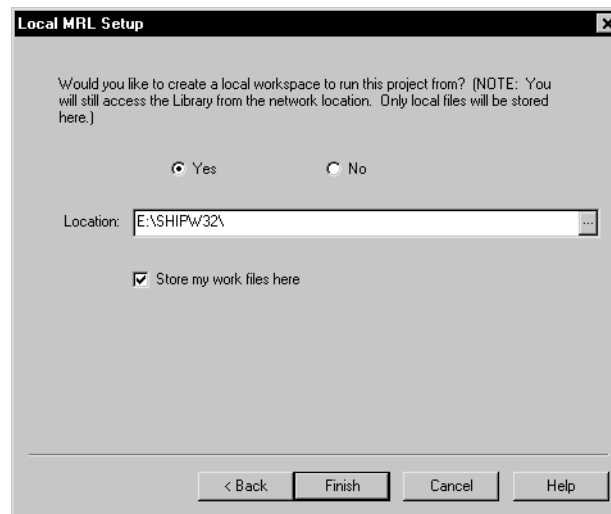 Local MRL Setup
Would you like to create a local workspace to run this project from? (NOTE: You
will still access the Library from the network location. Only local files will be stored
here.)
Yes No
Location: E:\SHIPW32\ ...
Store my work files here
< Back Finish Cancel Help